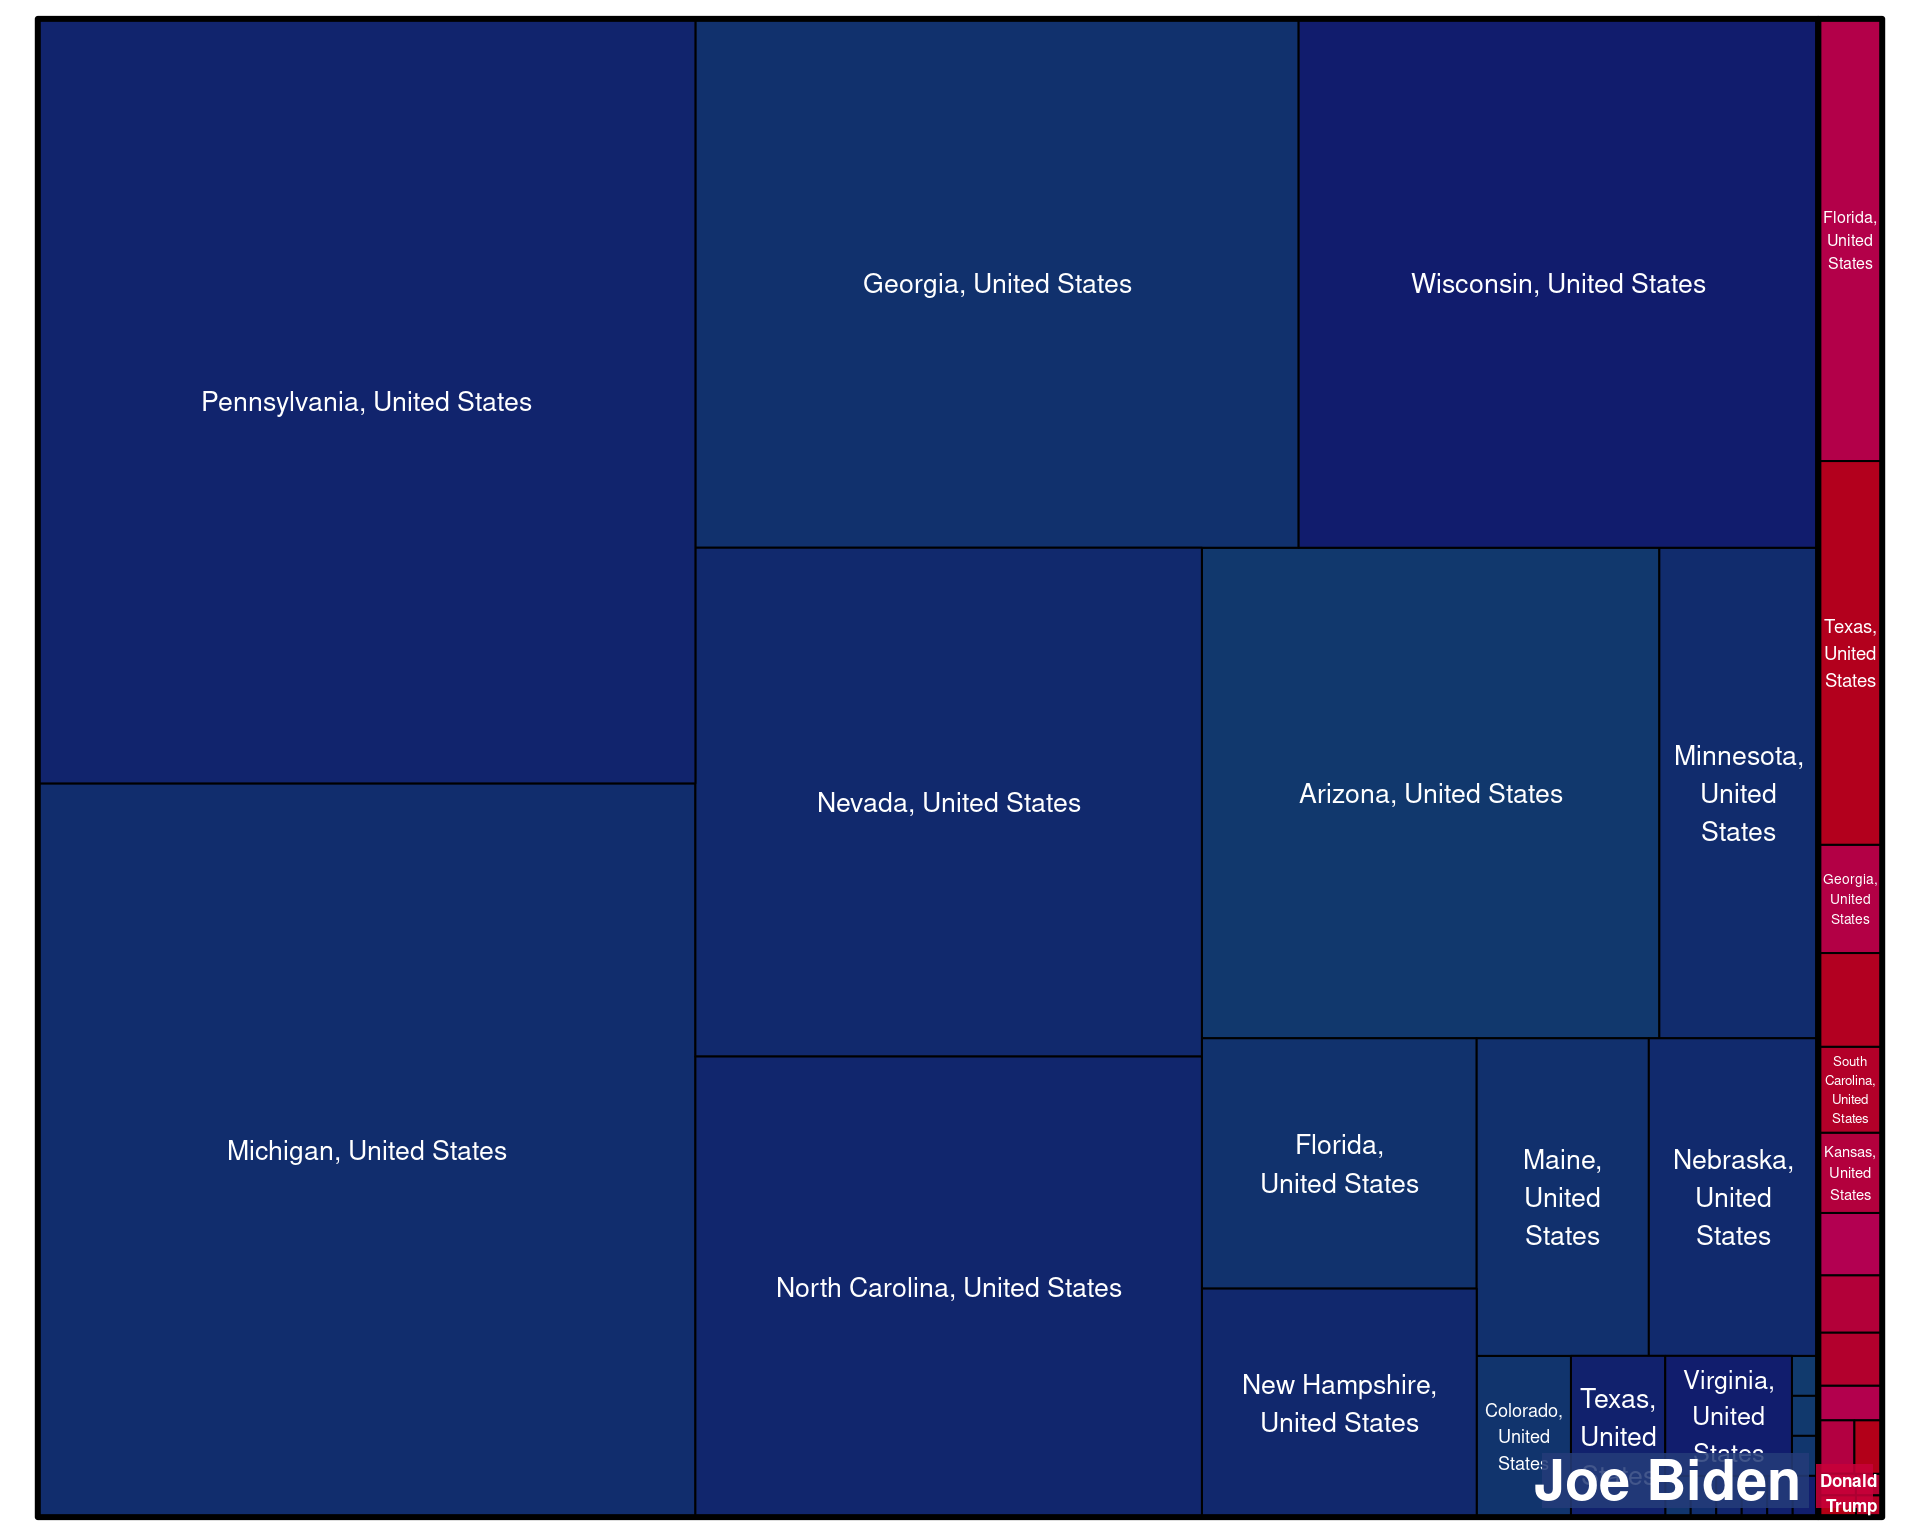 Pennsylvania, United States
Michigan, United States
Georgia, United States
Wisconsin, United States
Nevada, United States
North Carolina, United States
Arizona, United States
Minnesota,
United
States
Florida,
United States
New Hampshire,
United States
Maine,
United
States
Nebraska,
United
States
Colorado,
United
States
Texas,
United
States
Virginia,
United
States
Joe Biden
Florida,
United
States
Texas,
United
States
Georgia,
United
States
South
Carolina,
United
States
Kansas,
United
States
Donald
Trump